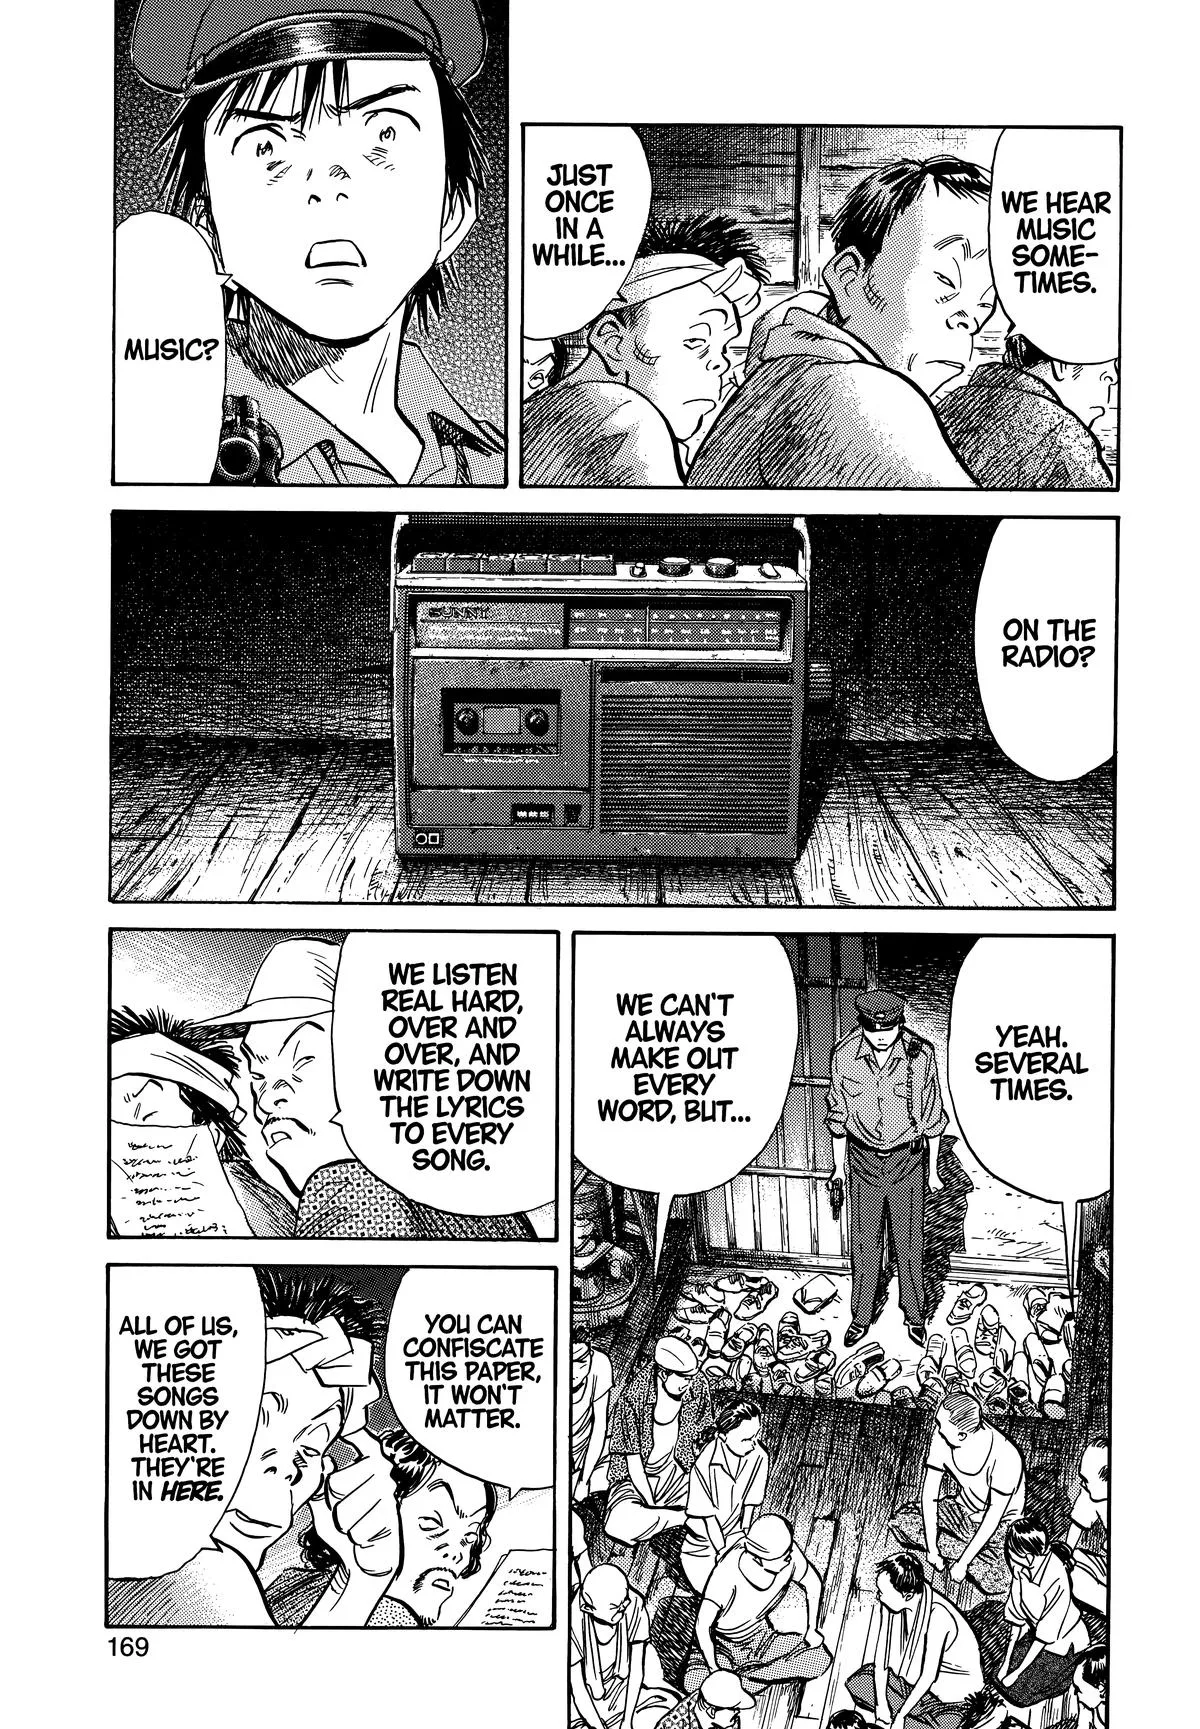 WE HEAR
MUSIC
SOME-
TIMES.
JUST
ONCE
IN A
WHILE...
MUSIC?
ON THE
RADIO?
SUNNY
YEAH.
SEVERAL
TIMES.
WE CAN'T
ALWAYS
MAKE OUT
EVERY
WORD, BUT...
WE LISTEN
REAL HARD,
OVER AND
OVER, AND
WRITE DOWN
THE LYRICS
TO EVERY
SONG.
YOU CAN
CONFISCATE
THIS PAPER,
IT WON'T
MATTER.
ALL OF US,
WE GOT
THESE
SONGS
DOWN BY
HEART.
THEY'RE
IN HERE.
169